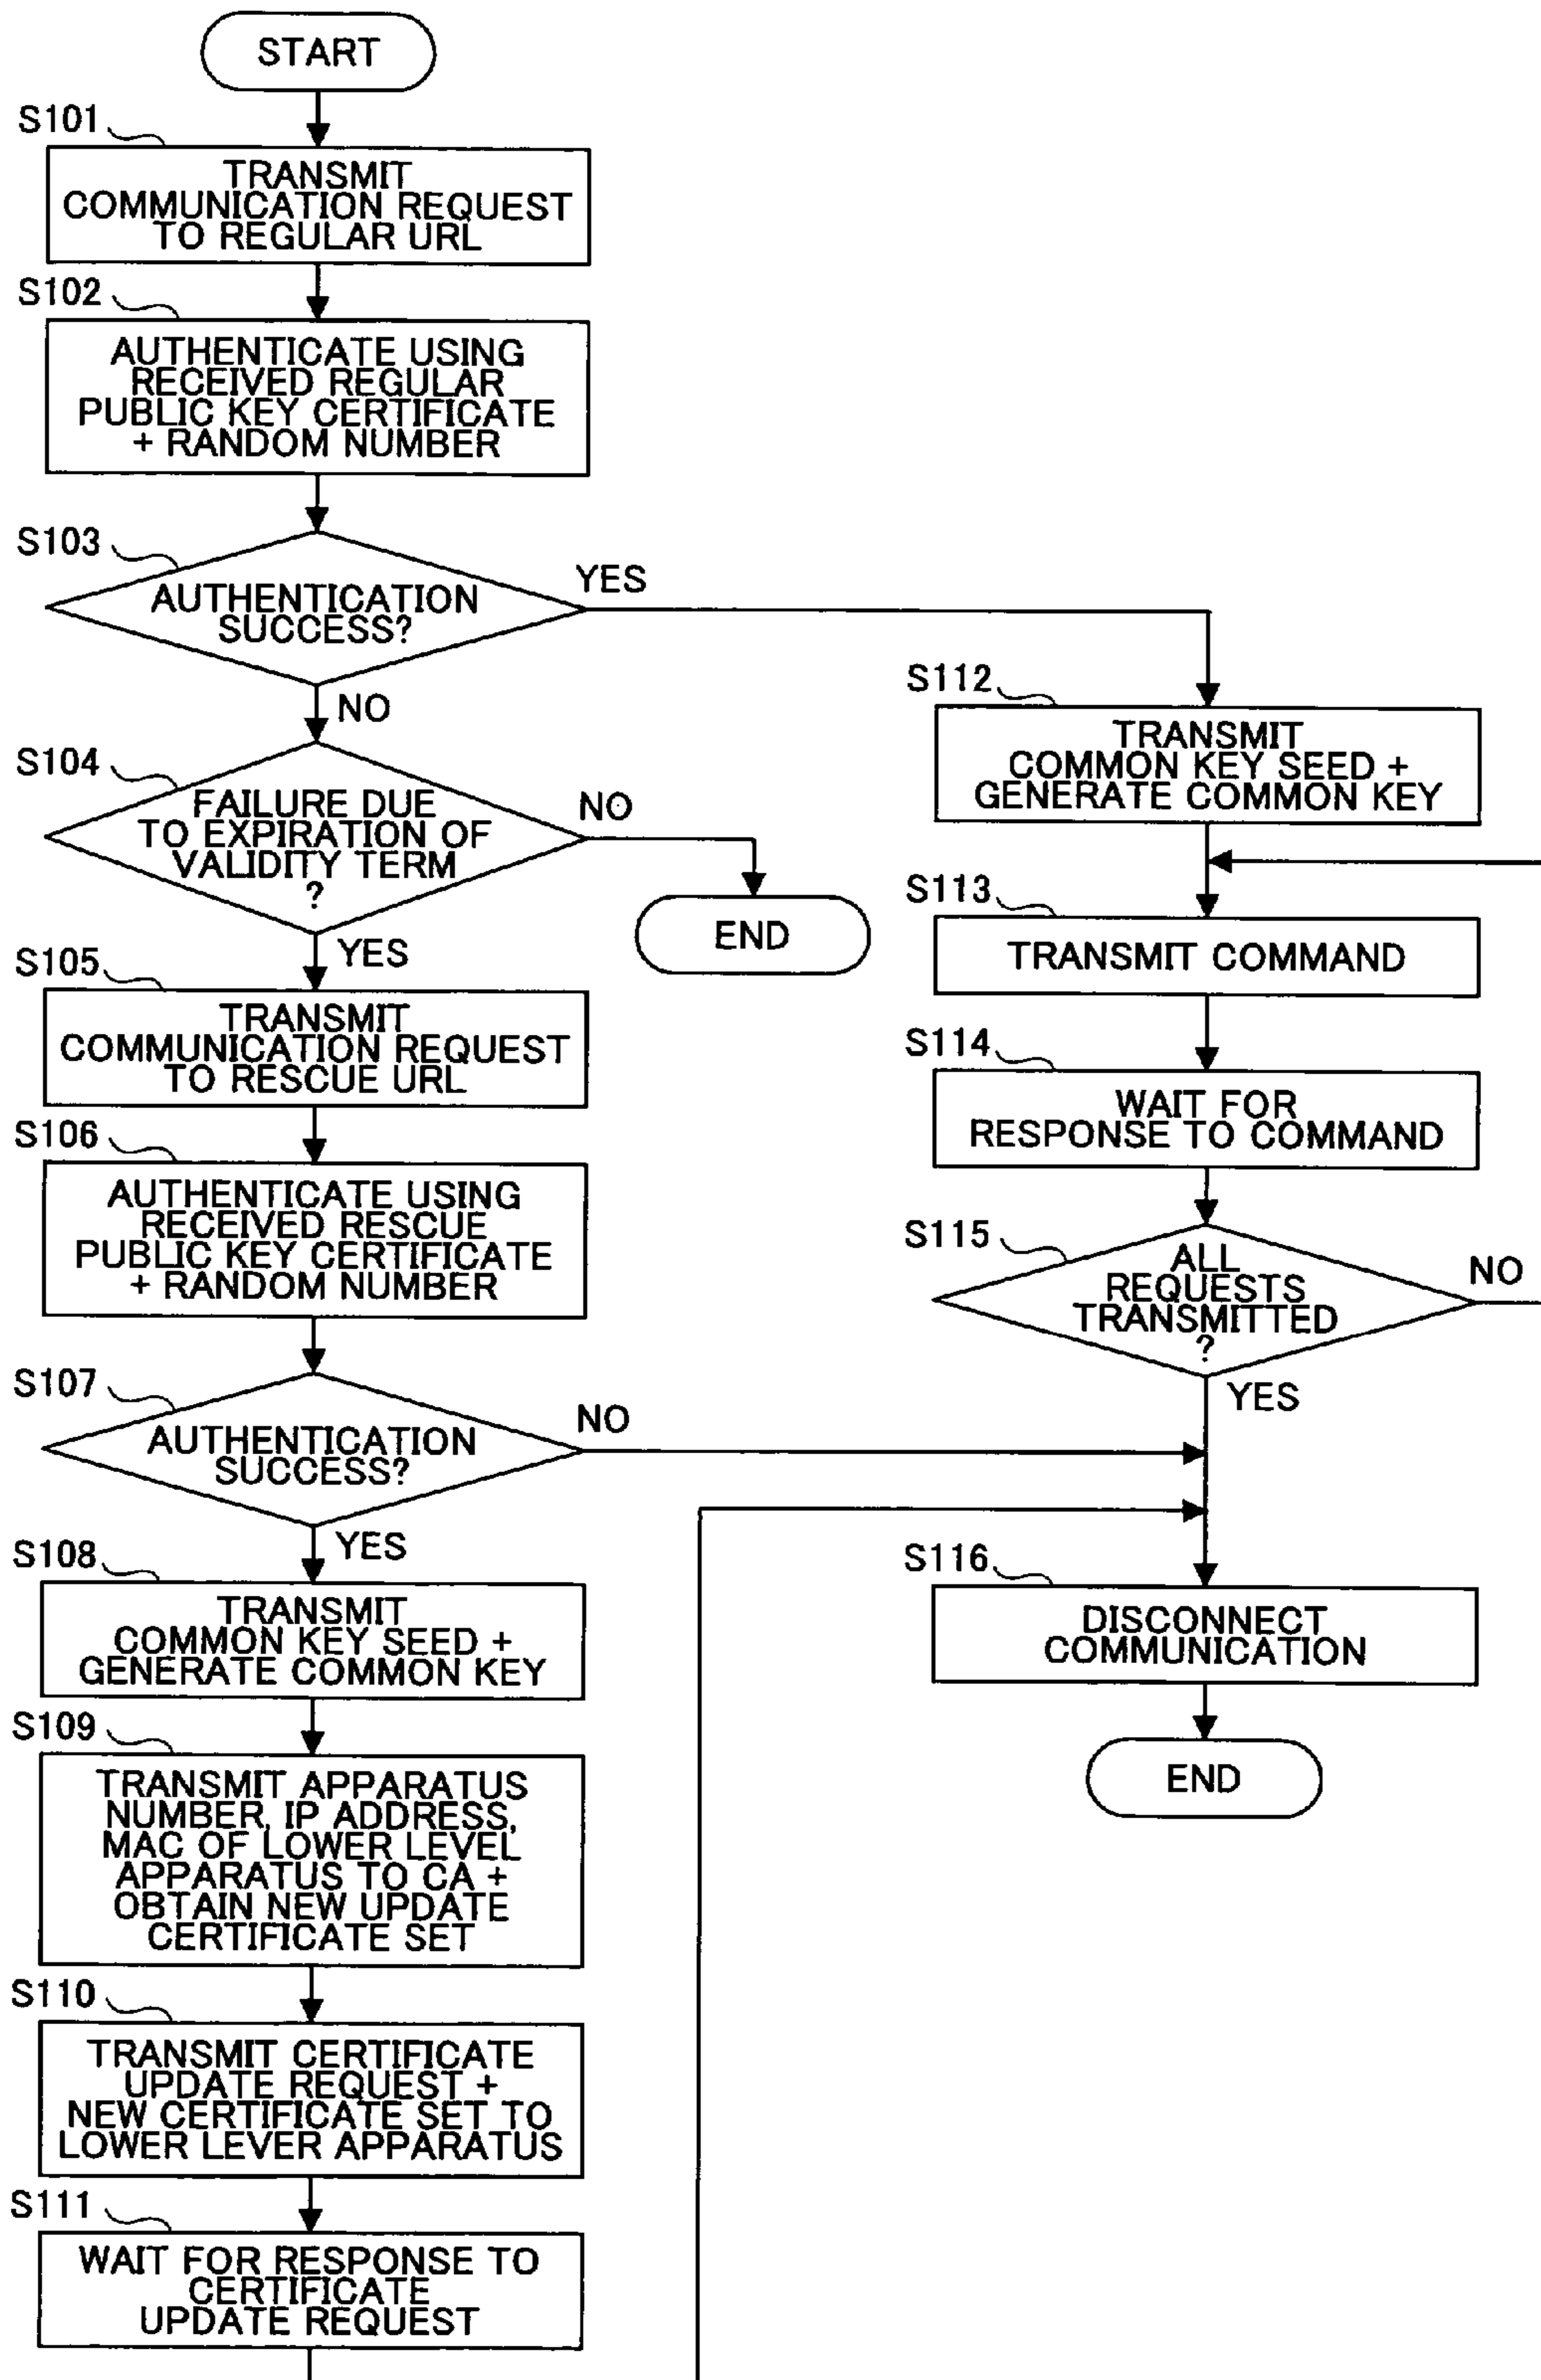 START
S101
TRANSMIT
COMMUNICATION REQUEST
TO REGULAR URL
S102
AUTHENTICATE USING
RECEIVED REGULAR
PUBLIC KEY CERTIFICATE
+ RANDOM NUMBER
S103
AUTHENTICATION
SUCCESS?
YES
NO
S104
FAILURE DUE
TO EXPIRATION OF
VALIDITY TERM
?
NO
END
YES
S105
TRANSMIT
COMMUNICATION REQUEST
TO RESCUE URL
S106
AUTHENTICATE USING
RECEIVED RESCUE
PUBLIC KEY CERTIFICATE
+ RANDOM NUMBER
S107
AUTHENTICATION
SUCCESS?
NO
YES
S108
TRANSMIT
COMMON KEY SEED +
GENERATE COMMON KEY
S109
TRANSMIT APPARATUS
NUMBER, IP ADDRESS,
MAC OF LOWER LEVEL
APPARATUS TO CA +
OBTAIN NEW UPDATE
CERTIFICATE SET
S110
TRANSMIT CERTIFICATE
UPDATE REQUEST +
NEW CERTIFICATE SET TO
LOWER LEVER APPARATUS
S111
WAIT FOR RESPONSE TO
CERTIFICATE
UPDATE REQUEST
S112
TRANSMIT
COMMON KEY SEED +
GENERATE COMMON KEY
S113
TRANSMIT COMMAND
S114
WAIT FOR
RESPONSE TO COMMAND
S115
ALL
REQUESTS
TRANSMITTED
?
NO
YES
S116
DISCONNECT
COMMUNICATION
END